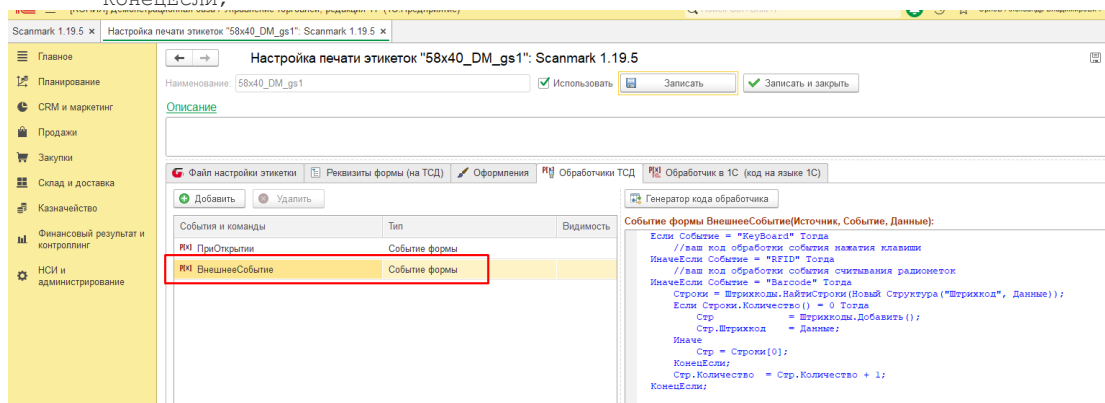 КонецЕсли;
Scanmark 1.19.5 × Настройка печати этикеток "58x40_DM_gs1": Scanmark 1.19.5 ×
Главное
Планирование
CRM и маркетинг
Продажи
Закупки
Склад и доставка
Казначейство
Финансовый результат и
контроллинг
НСИ и
администрирование
Настройка печати этикеток "58x40_DM_gs1": Scanmark 1.19.5
Наименование: 58x40_DM_gs1 Использовать Записать Записать и закрыть
Описание
Файл настройки этикетки Реквизиты формы (на ТСД) Оформления Обработчики ТСД Обработчик в 1С (код на языке 1С)
Добавить Удалить Генератор кода обработчика
События и команды Тип Видимость
ПриОткрытии Событие формы
ВнешнееСобытие Событие формы
Событие формы ВнешнееСобытие(Источник, Событие, Данные):
Если Событие = "KeyBoard" Тогда
//ваш код обработки события нажатия клавиши
ИначеЕсли Событие = "RFID" Тогда
//ваш код обработки события считывания радиометок
ИначеЕсли Событие = "Barcode" Тогда
Строки = Штрихкоды.НайтиСтроки(Новый Структура("Штрихкод", Данные));
Если Строки.Количество() = 0 Тогда
Стр = Штрихкоды.Добавить();
Стр.Штрихкод = Данные;
Иначе
Стр = Строки[0];
КонецЕсли;
Стр.Количество = Стр.Количество + 1;
КонецЕсли;